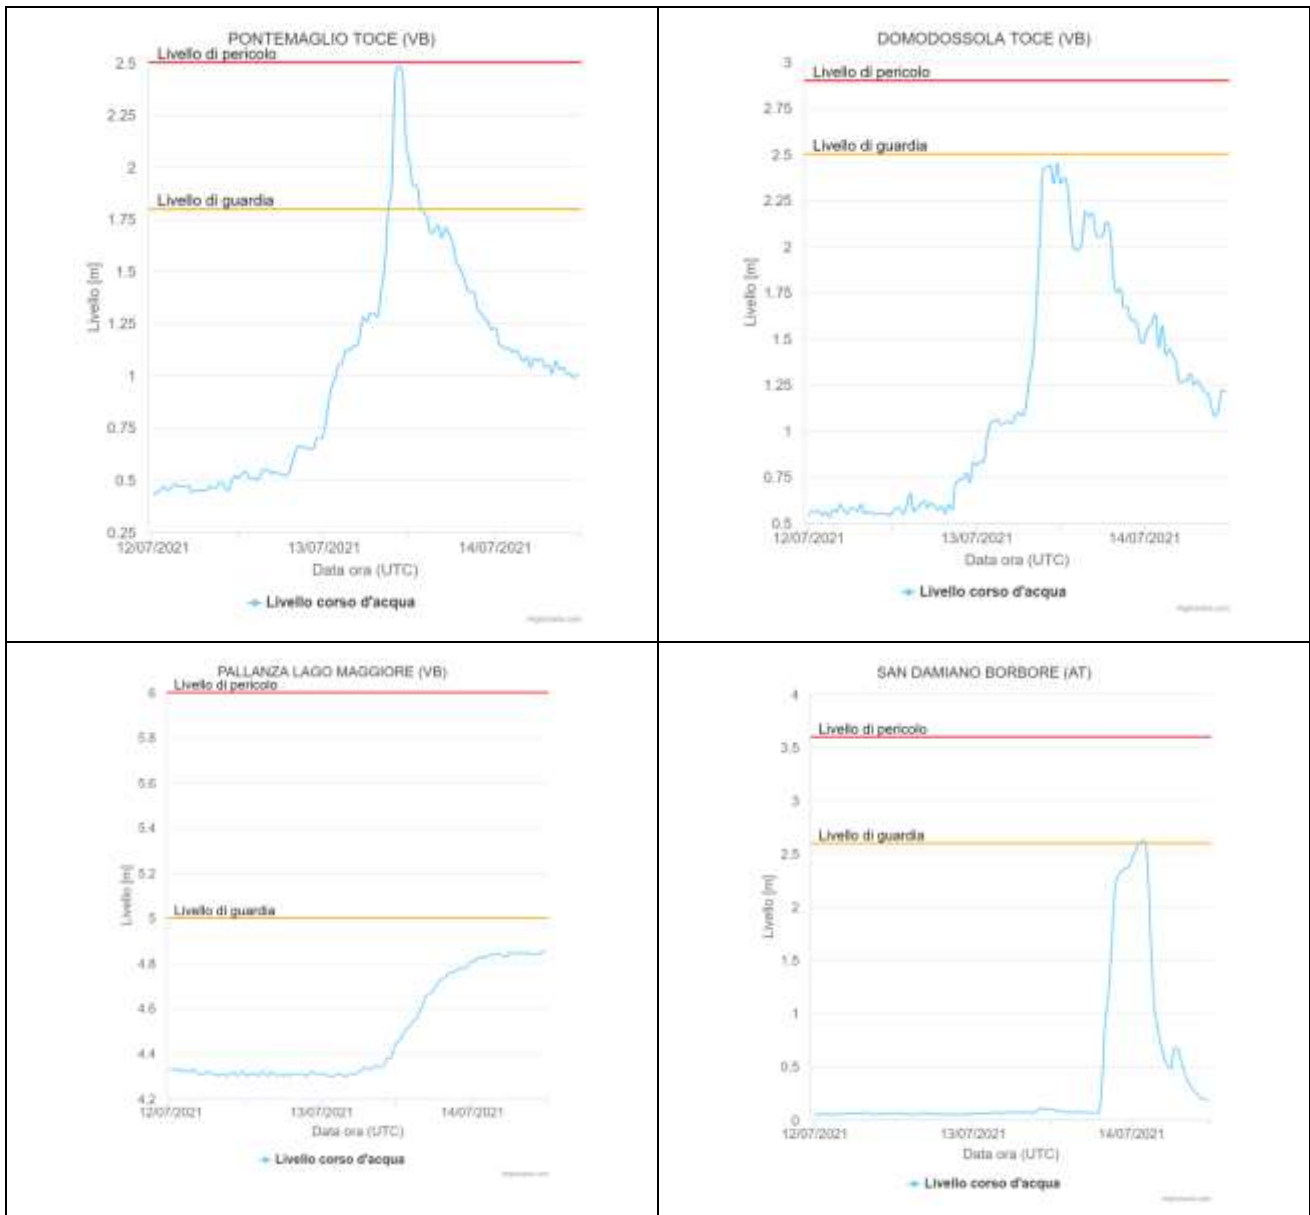 PONTEMAGLIO TOCE (VB)
Livello di pericolo
2.5
2.25
2
Livello di guardia
1.75
1.5
1.25
1
0.75
0.5
0.25
Livello [m]
12/07/2021 13/07/2021 14/07/2021
Data ora (UTC)
Livello corso d'acqua
DOMODOSSOLA TOCE (VB)
3
Livello di pericolo
2.75
Livello di guardia
2.5
2.25
2
1.75
1.5
1.25
1
0.75
0.5
Livello [m]
12/07/2021 13/07/2021 14/07/2021
Data ora (UTC)
Livello corso d'acqua
PALLANZA LAGO MAGGIORE (VB)
Livello di pericolo
6
5.8
5.6
5.4
5.2
Livello di guardia
5
4.8
4.6
4.4
4.2
Livello [m]
12/07/2021 13/07/2021 14/07/2021
Data ora (UTC)
Livello corso d'acqua
SAN DAMIANO BORBORE (AT)
4
Livello di pericolo
3.5
3
Livello di guardia
2.5
2
1.5
1
0.5
0
Livello [m]
12/07/2021 13/07/2021 14/07/2021
Data ora (UTC)
Livello corso d'acqua